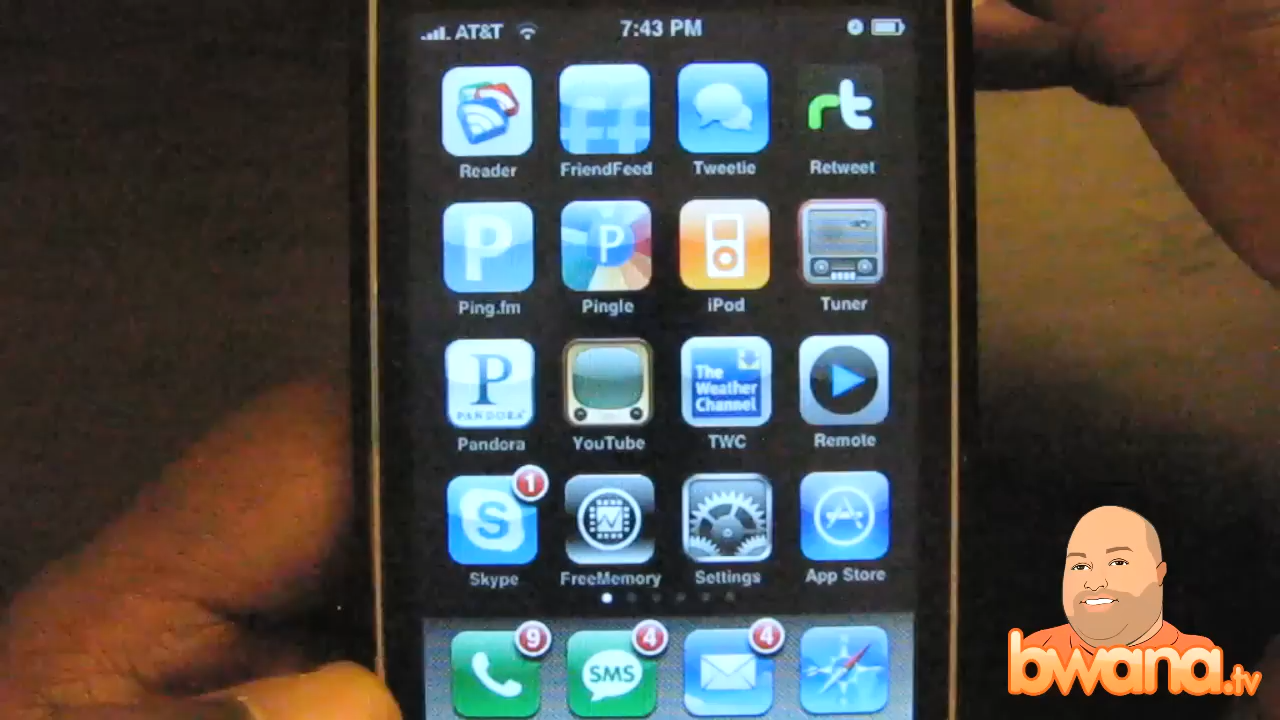 AT&T 7:43 PM
rt
Reader FriendFeed Tweetie Retweet
P P
Ping.fm Pingle iPod Tuner
P
PANDORA
The
Weather
Channel
Pandora YouTube TWC Remote
1
S
Skype FreeMemory Settings App Store
9 4 4
SMS
bwana.tv